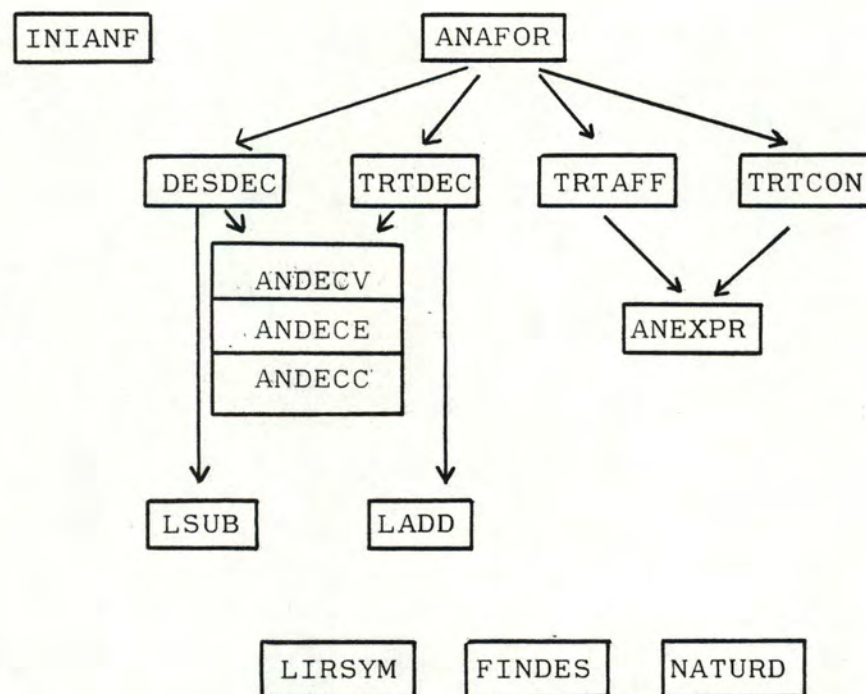 INIANF ANAFOR
DESDEC TRTDEC TRTAFF TRTCON
ANDECV
ANDECE
ANEXPR
ANDECC
LSUB LADD
LIRSYM FINDES NATURD